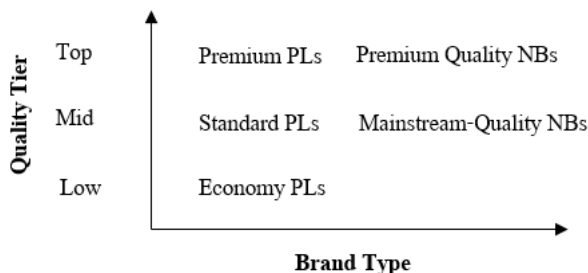 Quality Tier
Top Premium PLs Premium Quality NBs
Mid Standard PLs Mainstream-Quality NBs
Low Economy PLs
Brand Type